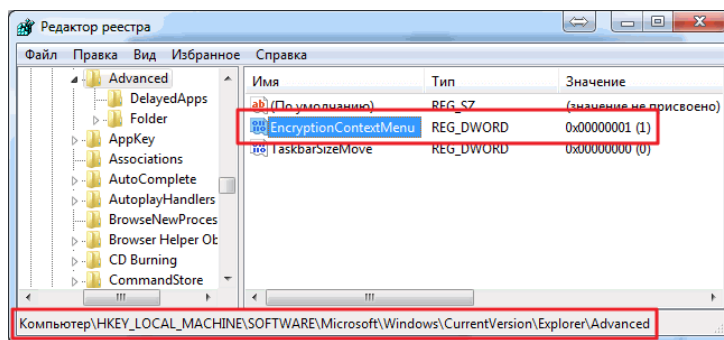 Редактор реестра
Файл Правка Вид Избранное Справка
Advanced
DelayedApps
Folder
AppKey
Associations
AutoComplete
AutoplayHandlers
BrowseNewProces
Browser Helper Ob
CD Burning
CommandStore
Имя Тип Значение
(По умолчанию) REG_SZ (значение не присвоено)
EncryptionContextMenu REG_DWORD 0x00000001 (1)
TaskbarSizeMove REG_DWORD 0x00000000 (0)
Компьютер\HKEY_LOCAL_MACHINE\SOFTWARE\Microsoft\Windows\CurrentVersion\Explorer\Advanced